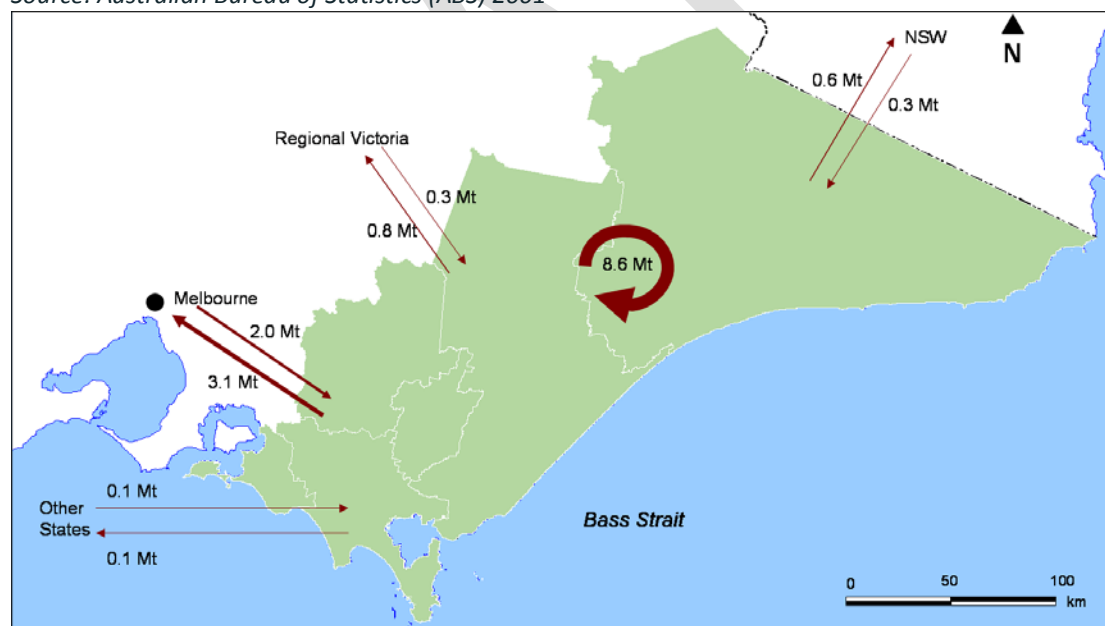 Source: Australian Bureau of Statistics (ABS) 2001
NSW
N
0.6 Mt
0.3 Mt
Regional Victoria
0.3 Mt
0.8 Mt
8.6 Mt
Melbourne
2.0 Mt
3.1 Mt
0.1 Mt
Other
States
0.1 Mt
Bass Strait
0 50 100
km